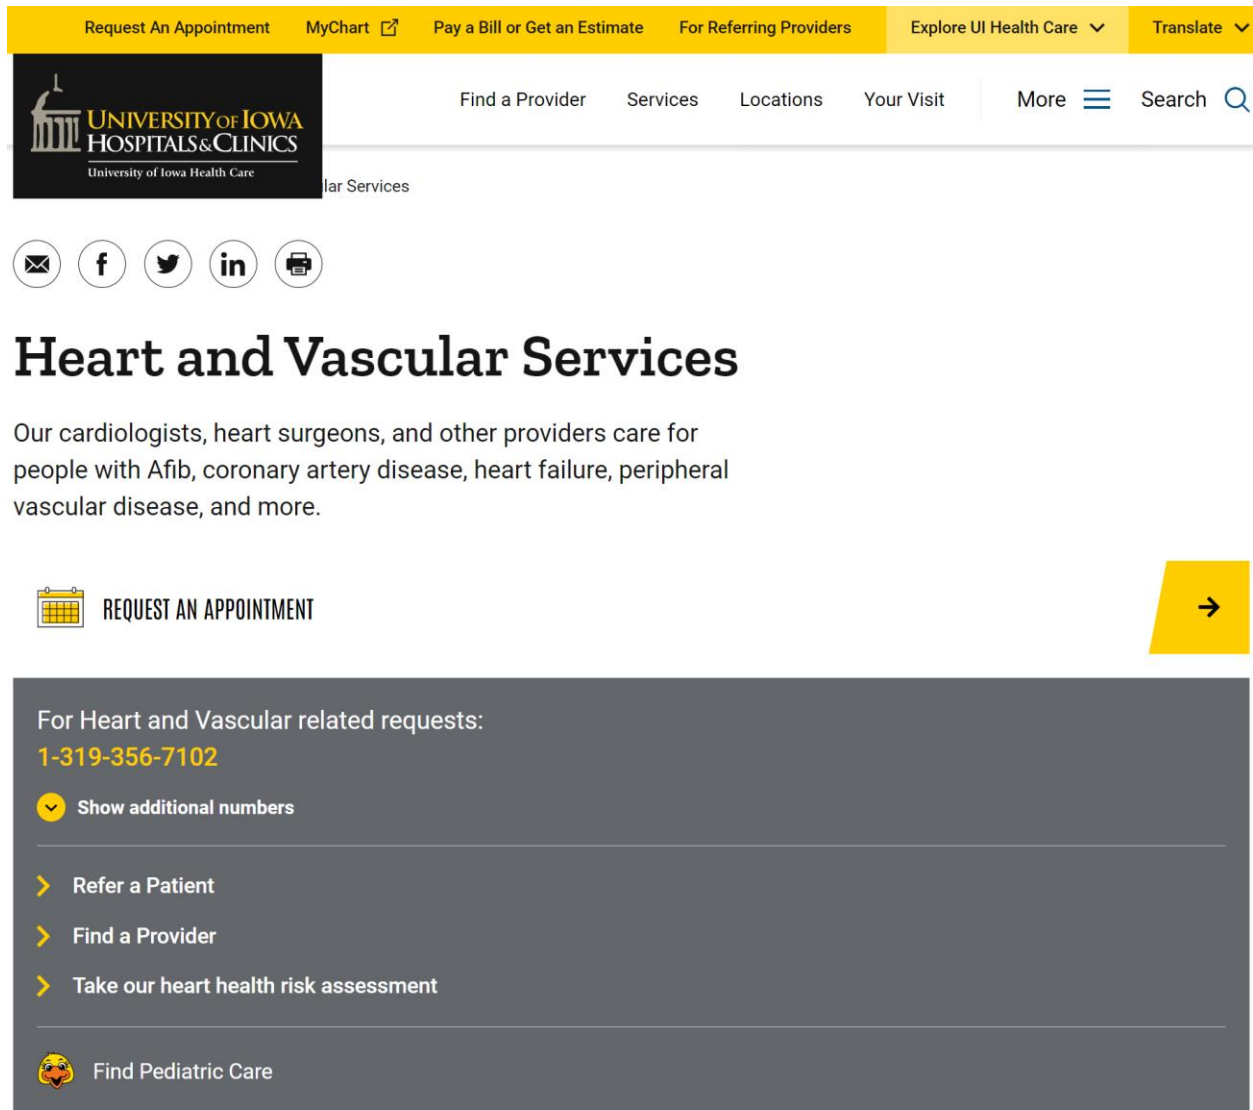 Request An Appointment MyChart Pay a Bill or Get an Estimate For Referring Providers Explore UI Health Care Translate
UNIVERSITY OF IOWA
HOSPITALS & CLINICS
University of Iowa Health Care
Find a Provider Services Locations Your Visit More Search
lar Services
Heart and Vascular Services
Our cardiologists, heart surgeons, and other providers care for
people with Afib, coronary artery disease, heart failure, peripheral
vascular disease, and more.
REQUEST AN APPOINTMENT
For Heart and Vascular related requests:
1-319-356-7102
Show additional numbers
Refer a Patient
Find a Provider
Take our heart health risk assessment
Find Pediatric Care